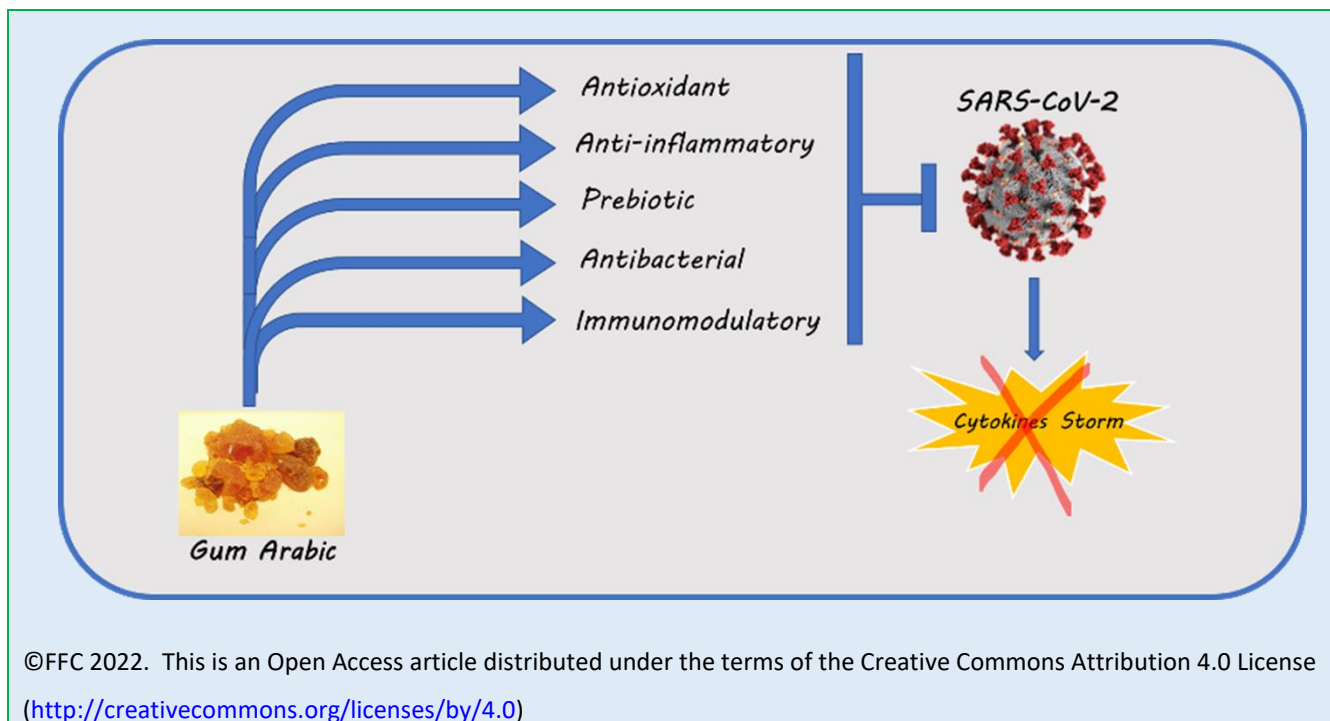 Antioxidant
Anti-inflammatory
Prebiotic
Antibacterial
Immunomodulatory
SARS-CoV-2
Cytokines Storm
Gum Arabic
©FFC 2022. This is an Open Access article distributed under the terms of the Creative Commons Attribution 4.0 License
(http://creativecommons.org/licenses/by/4.0)